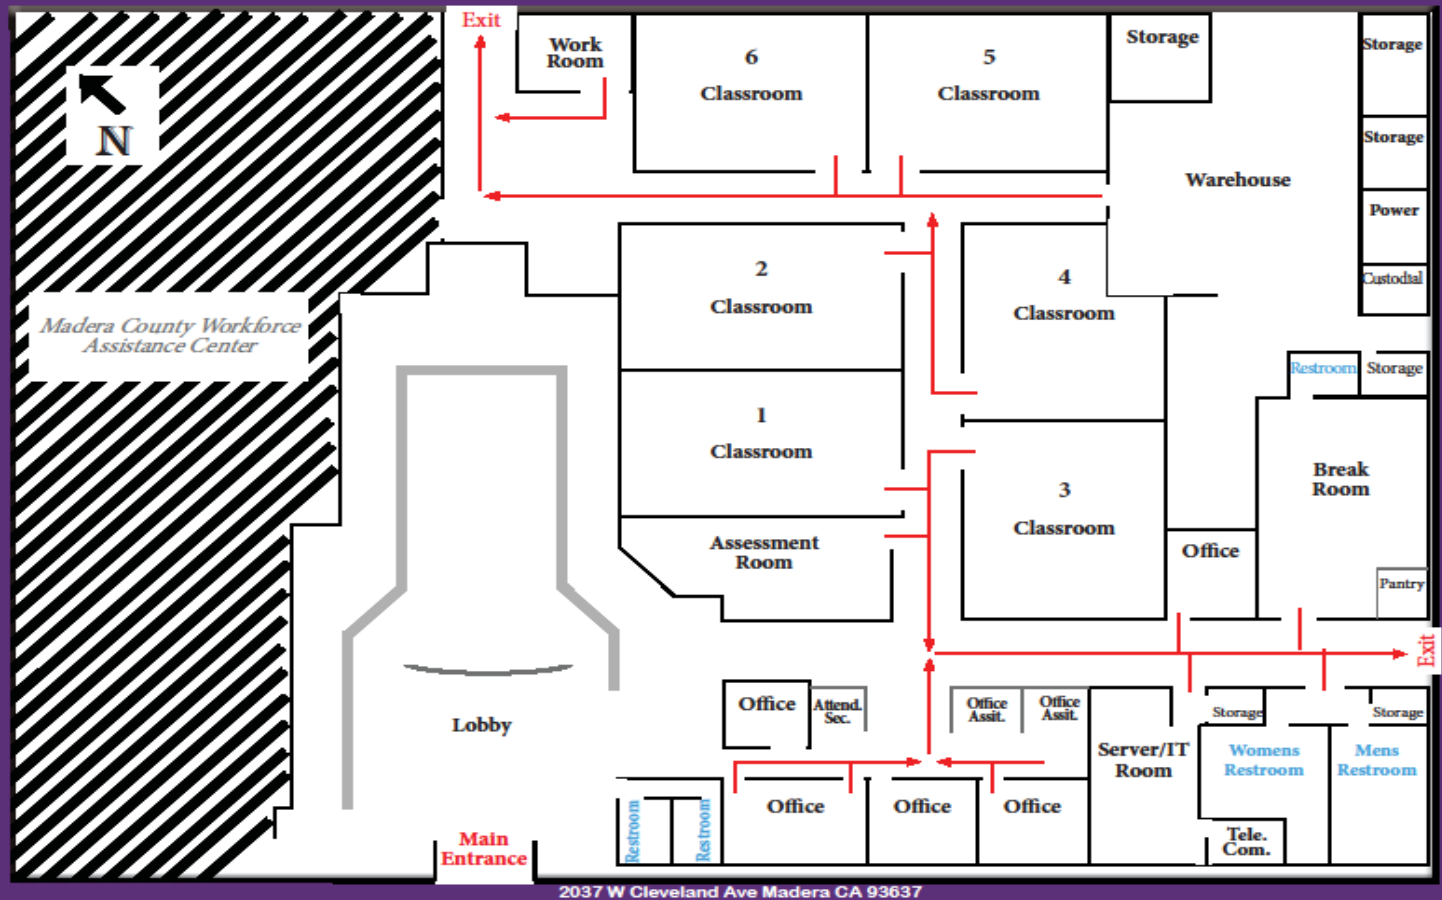 Exit
Work
Room
6
Classroom
5
Classroom
Storage
Storage
N
Storage
Warehouse
Power
Custodial
2
Classroom
4
Classroom
Madera County Workforce
Assistance Center
Restroom
Storage
1
Classroom
Break
Room
3
Classroom
Assessment
Room
Office
Pantry
Exit
Office
Attend.
Sec.
Office
Assit.
Office
Assit.
Storage
Storage
Lobby
Server/IT
Room
Womens
Restroom
Mens
Restroom
Restroom
Restroom
Office
Office
Office
Main
Entrance
Tele.
Com.
2037 W Cleveland Ave Madera CA 93637